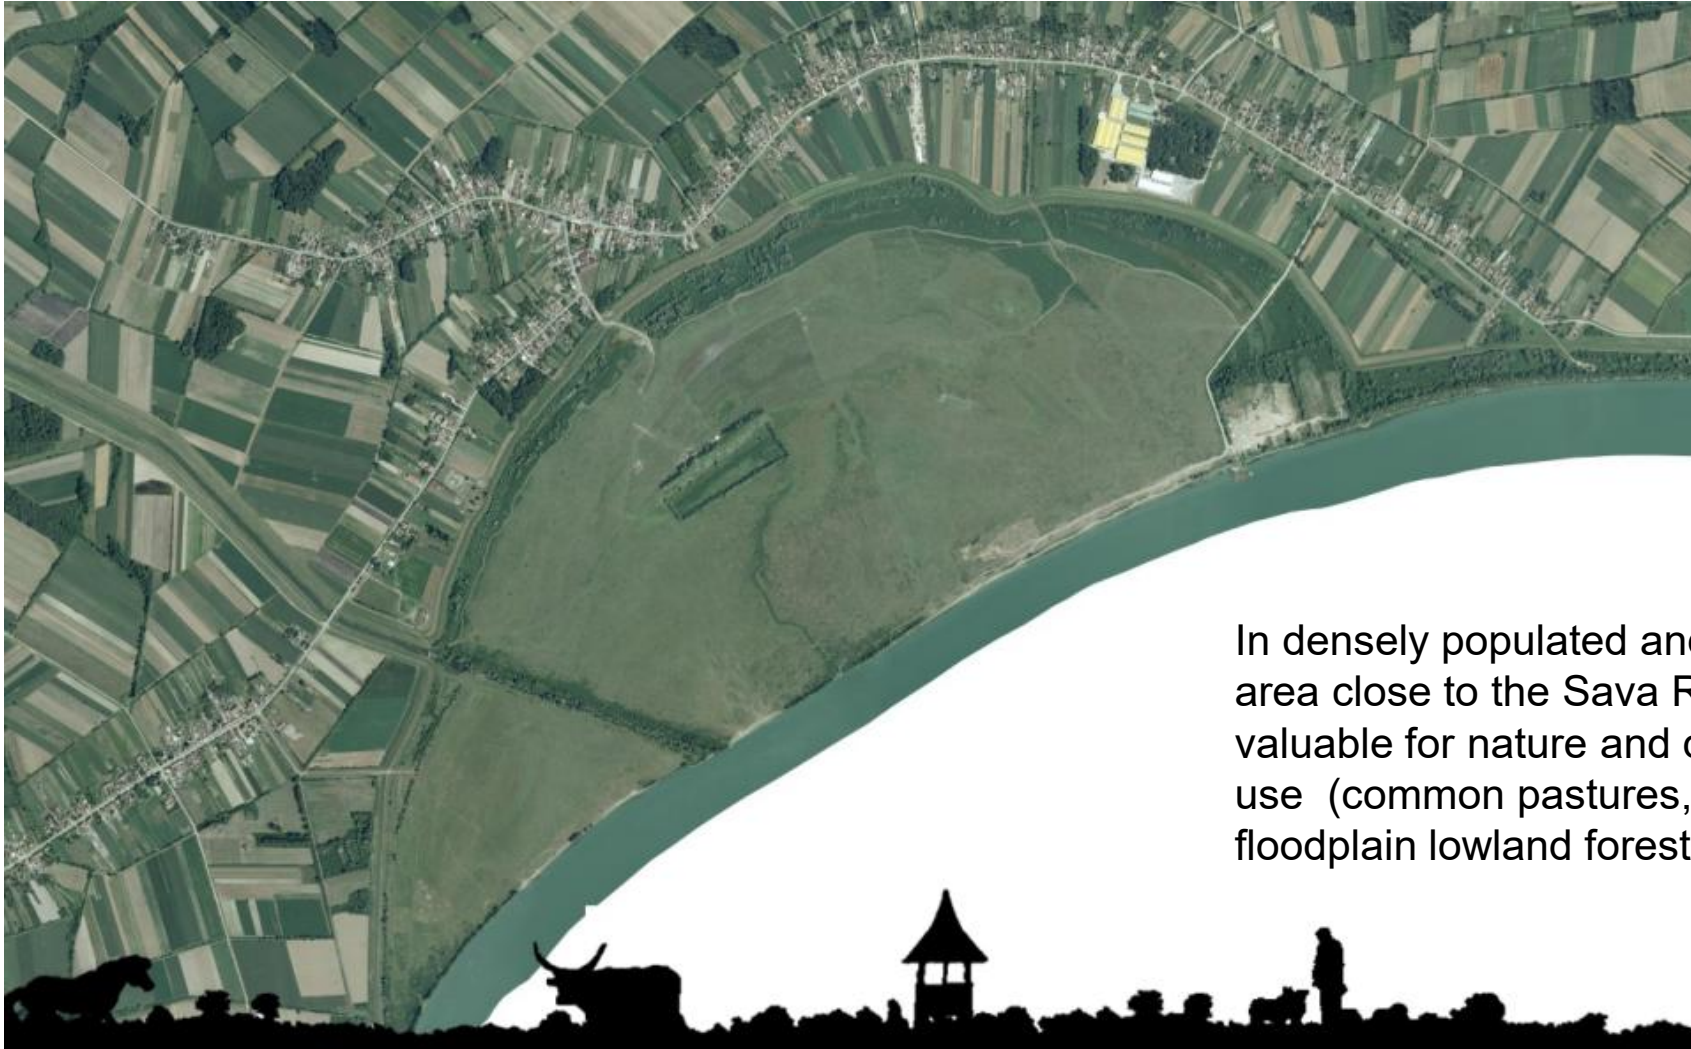 In densely populated and
area close to the Sava R
valuable for nature and
use (common pastures,
floodplain lowland forest